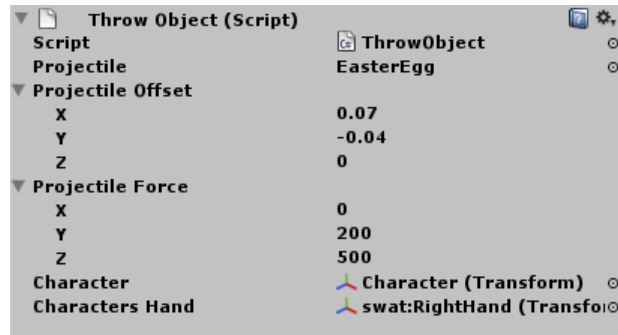 Throw Object (Script)
Script ThrowObject
Projectile EasterEgg
Projectile Offset
X 0.07
Y -0.04
Z 0
Projectile Force
X 0
Y 200
Z 500
Character Character (Transform)
Characters Hand swat:RightHand (Transfo